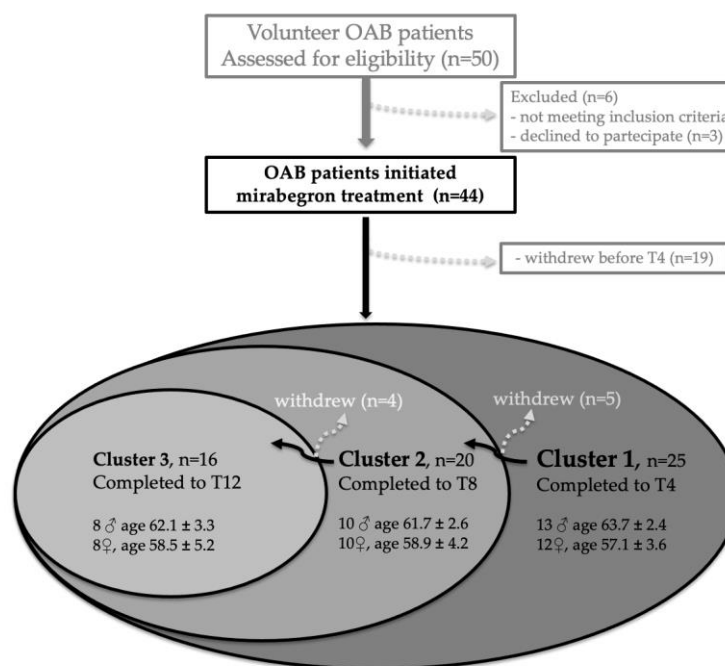 Volunteer OAB patients
Assessed for eligibility (n=50)
Excluded (n=6)
- not meeting inclusion criteria
- declined to partecipate (n=3)
OAB patients initiated
mirabegron treatment (n=44)
- withdrew before T4 (n=19)
withdrew (n=4)
withdrew (n=5)
Cluster 3, n=16
Completed to T12
8 ♂ age 62.1 ± 3.3
8♀, age 58.5 ± 5.2
Cluster 2, n=20
Completed to T8
10 ♂ age 61.7 ± 2.6
10♀, age 58.9 ± 4.2
Cluster 1, n=25
Completed to T4
13 ♂ age 63.7 ± 2.4
12♀, age 57.1 ± 3.6